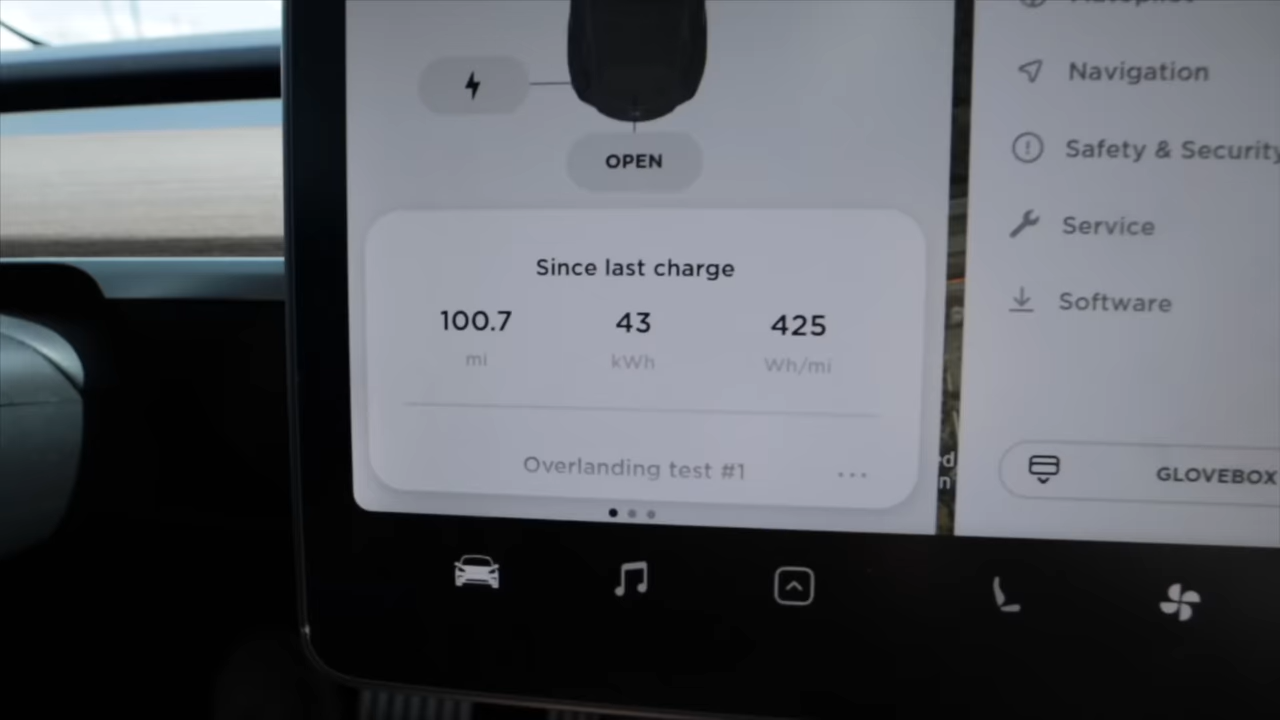 OPEN
Since last charge
100.7 43 425
mi kWh Wh/mi
Overlanding test #1
Autopilot
Navigation
Safety & Security
Service
Software
GLOVEBOX